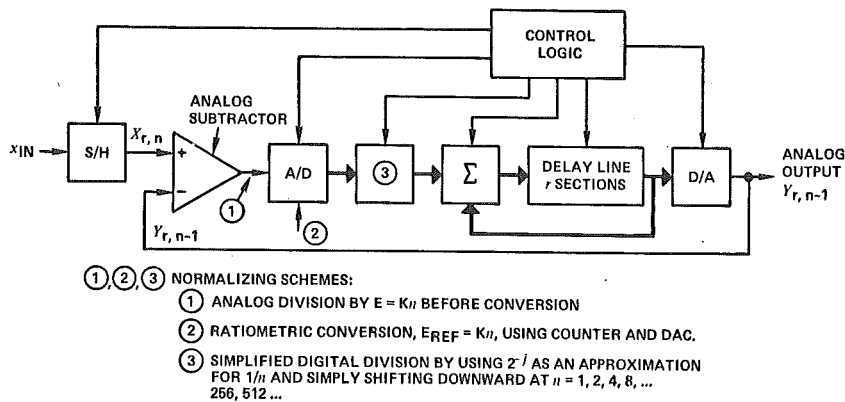 CONTROL
LOGIC
ANALOG
SUBTRACTOR
xIN
S/H
Xr, n
+
−
Yr, n−1
①
A/D
②
③
Σ
DELAY LINE
r SECTIONS
D/A
ANALOG
OUTPUT
Yr, n−1
①,②,③ NORMALIZING SCHEMES:
① ANALOG DIVISION BY E = Kn BEFORE CONVERSION
② RATIOMETRIC CONVERSION, EREF = Kn, USING COUNTER AND DAC.
③ SIMPLIFIED DIGITAL DIVISION BY USING 2^-j AS AN APPROXIMATION
FOR 1/n AND SIMPLY SHIFTING DOWNWARD AT n = 1, 2, 4, 8, ...
256, 512 ...